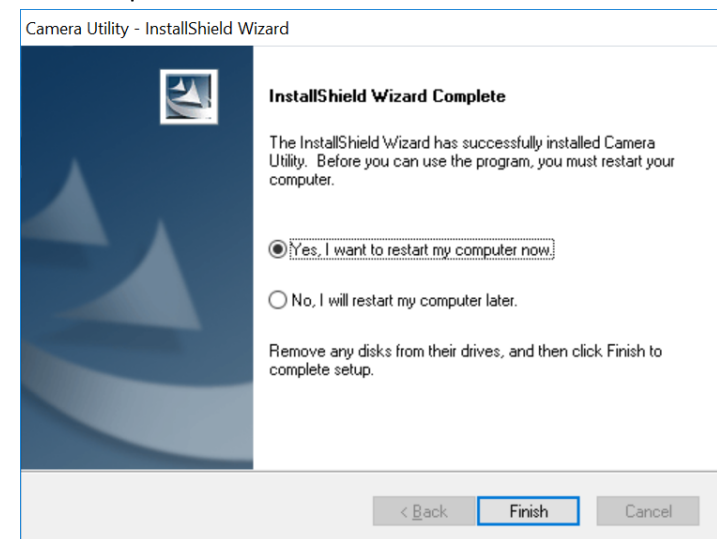 Camera Utility - InstallShield Wizard
InstallShield Wizard Complete
The InstallShield Wizard has successfully installed Camera
Utility. Before you can use the program, you must restart your
computer.
Yes, I want to restart my computer now.
No, I will restart my computer later.
Remove any disks from their drives, and then click Finish to
complete setup.
< Back Finish Cancel